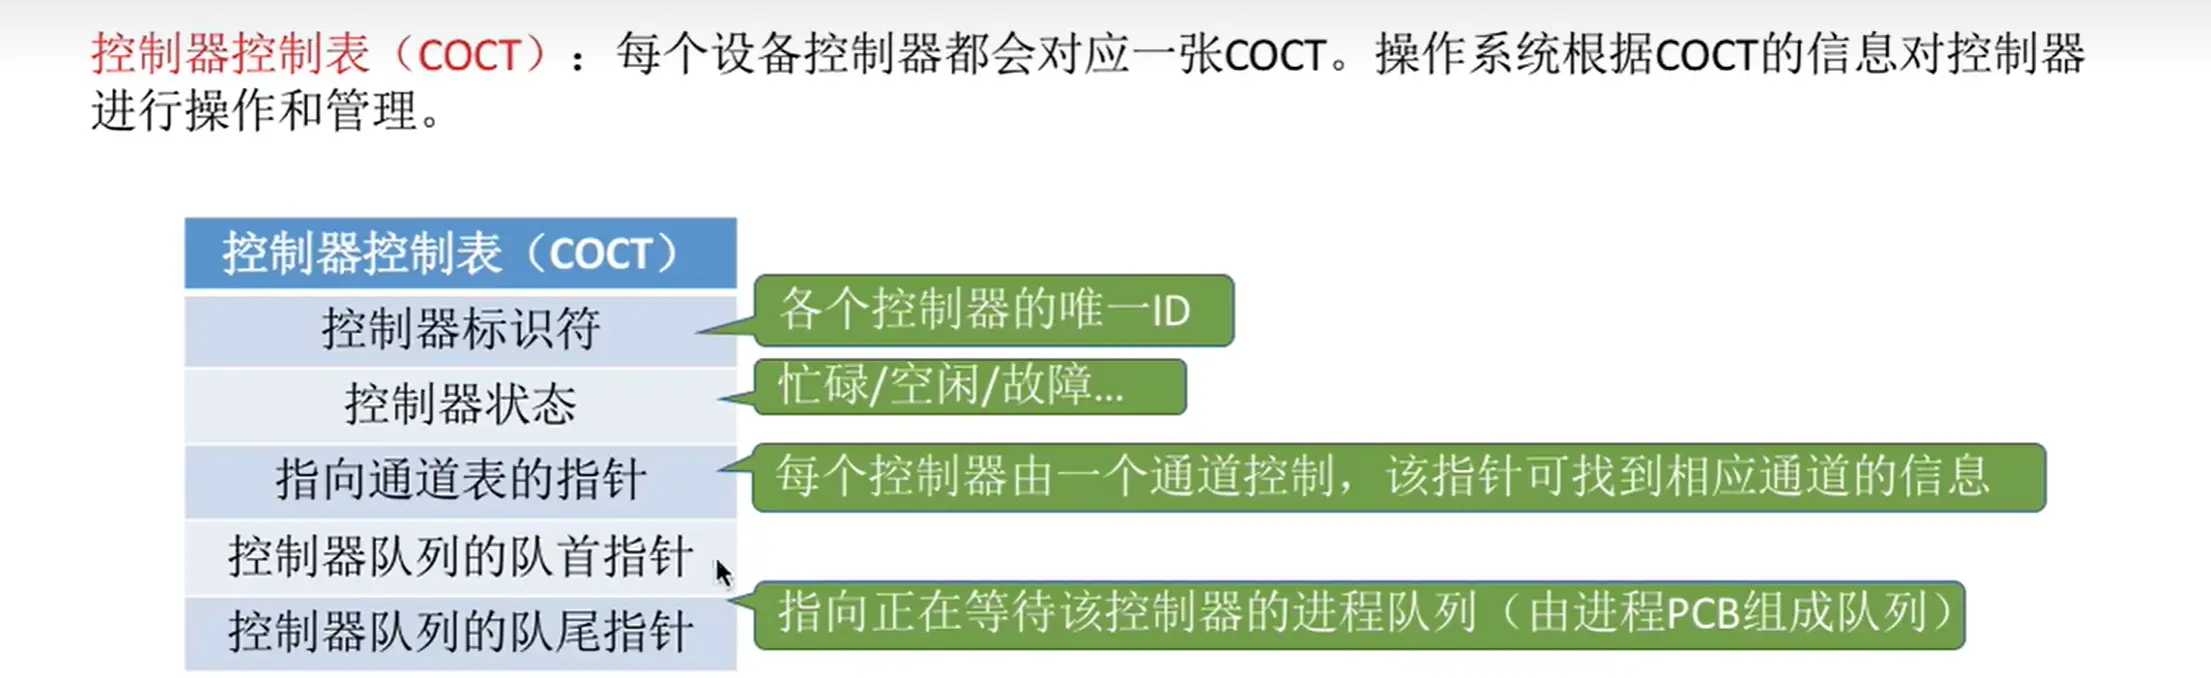 控制器控制表（COCT）：每个设备控制器都会对应一张COCT。操作系统根据COCT的信息对控制器
进行操作和管理。
控制器控制表（COCT）
控制器标识符
各个控制器的唯一ID
控制器状态
忙碌/空闲/故障...
指向通道表的指针
每个控制器由一个通道控制，该指针可找到相应通道的信息
控制器队列的队首指针
控制器队列的队尾指针
指向正在等待该控制器的进程队列（由进程PCB组成队列）